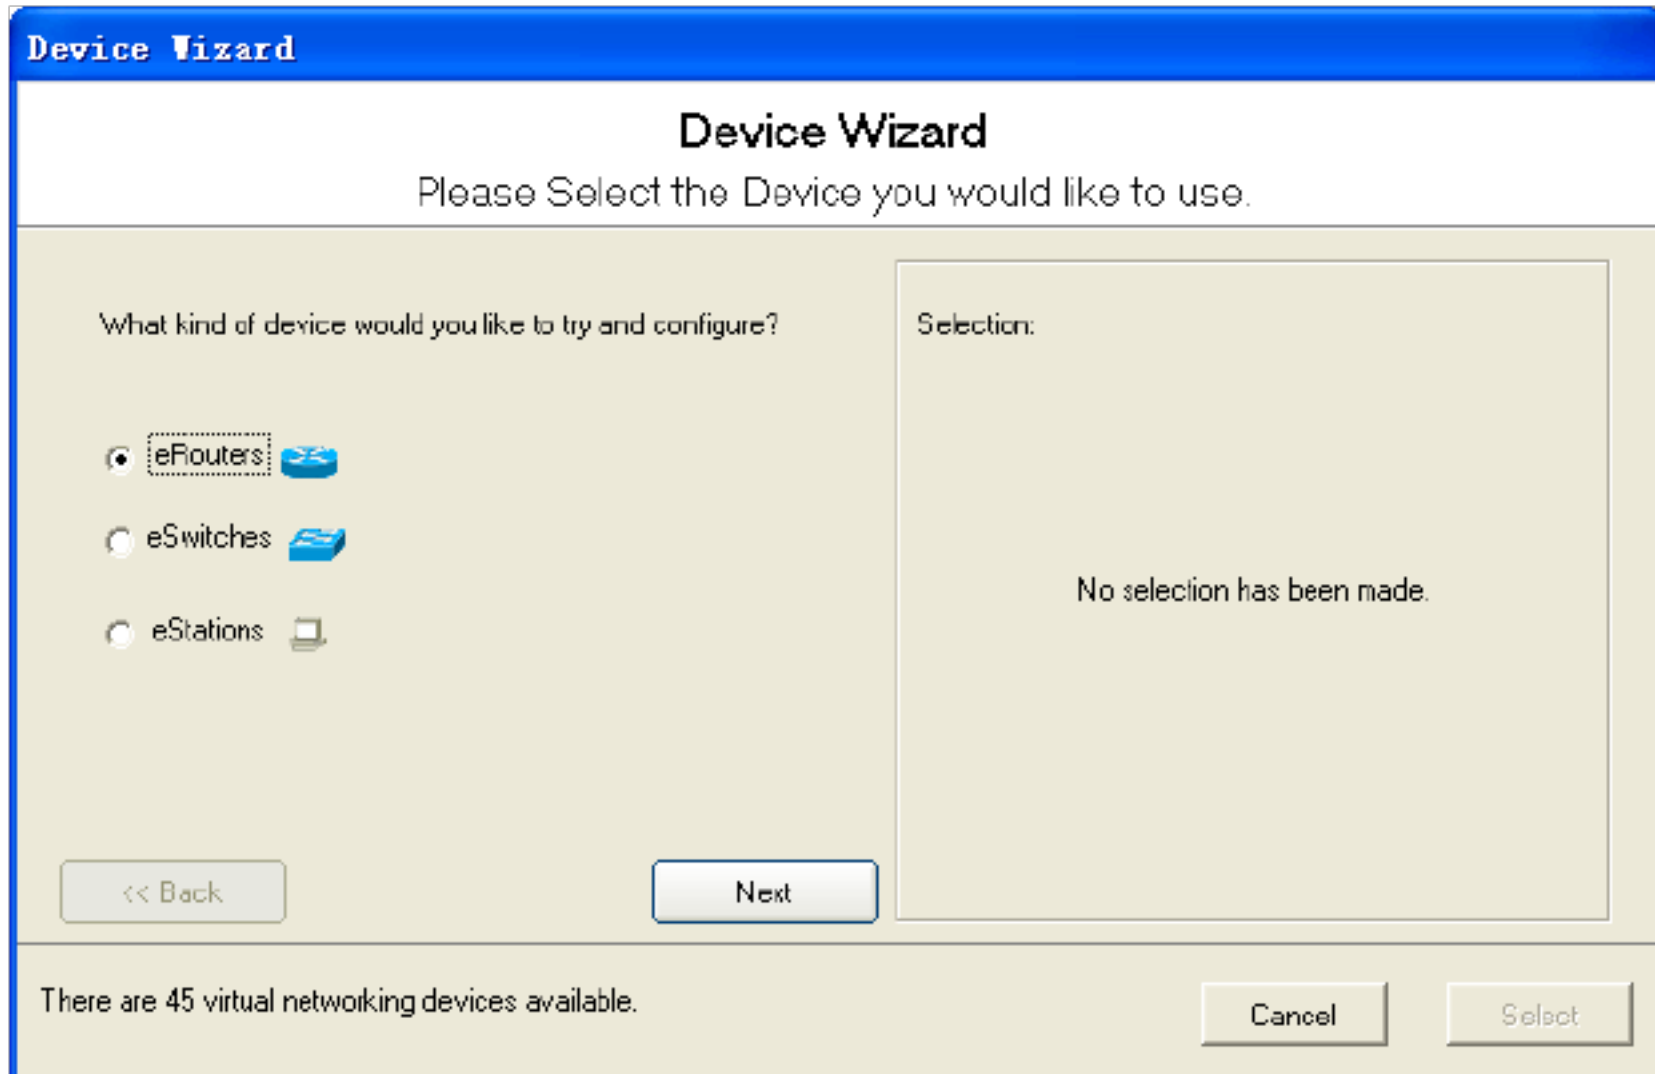 Device Wizard
Device Wizard
Please Select the Device you would like to use.
What kind of device would you like to try and configure?
eRouters
eSwitches
eStations
Selection:
No selection has been made.
<< Back
Next
There are 45 virtual networking devices available.
Cancel
Select